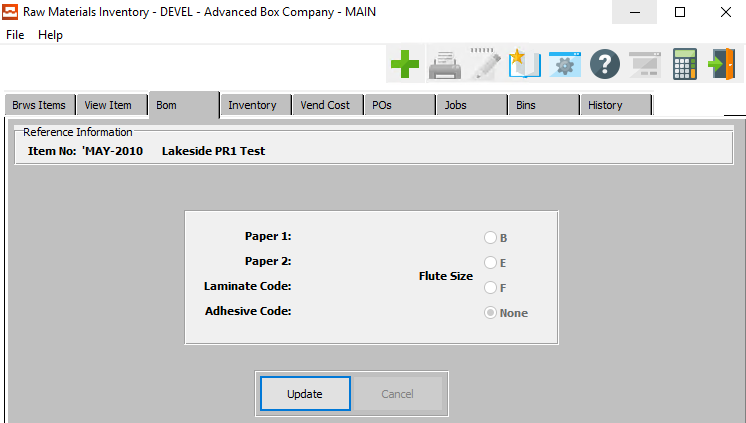 Raw Materials Inventory - DEVEL - Advanced Box Company - MAIN
File Help
Brws Items View Item Bom Inventory Vend Cost POs Jobs Bins History
Reference Information
Item No: 'MAY-2010 Lakeside PR1 Test
Paper 1: B
Paper 2: E
Flute Size
Laminate Code: F
Adhesive Code: None
Update Cancel